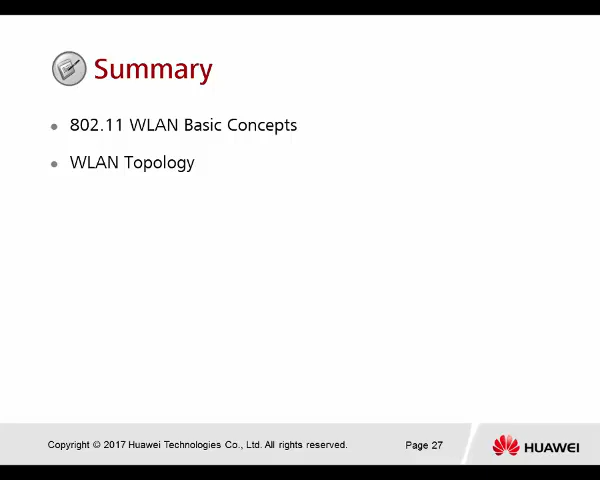 Summary
802.11 WLAN Basic Concepts
WLAN Topology
Copyright © 2017 Huawei Technologies Co., Ltd. All rights reserved.
Page 27
HUAWEI